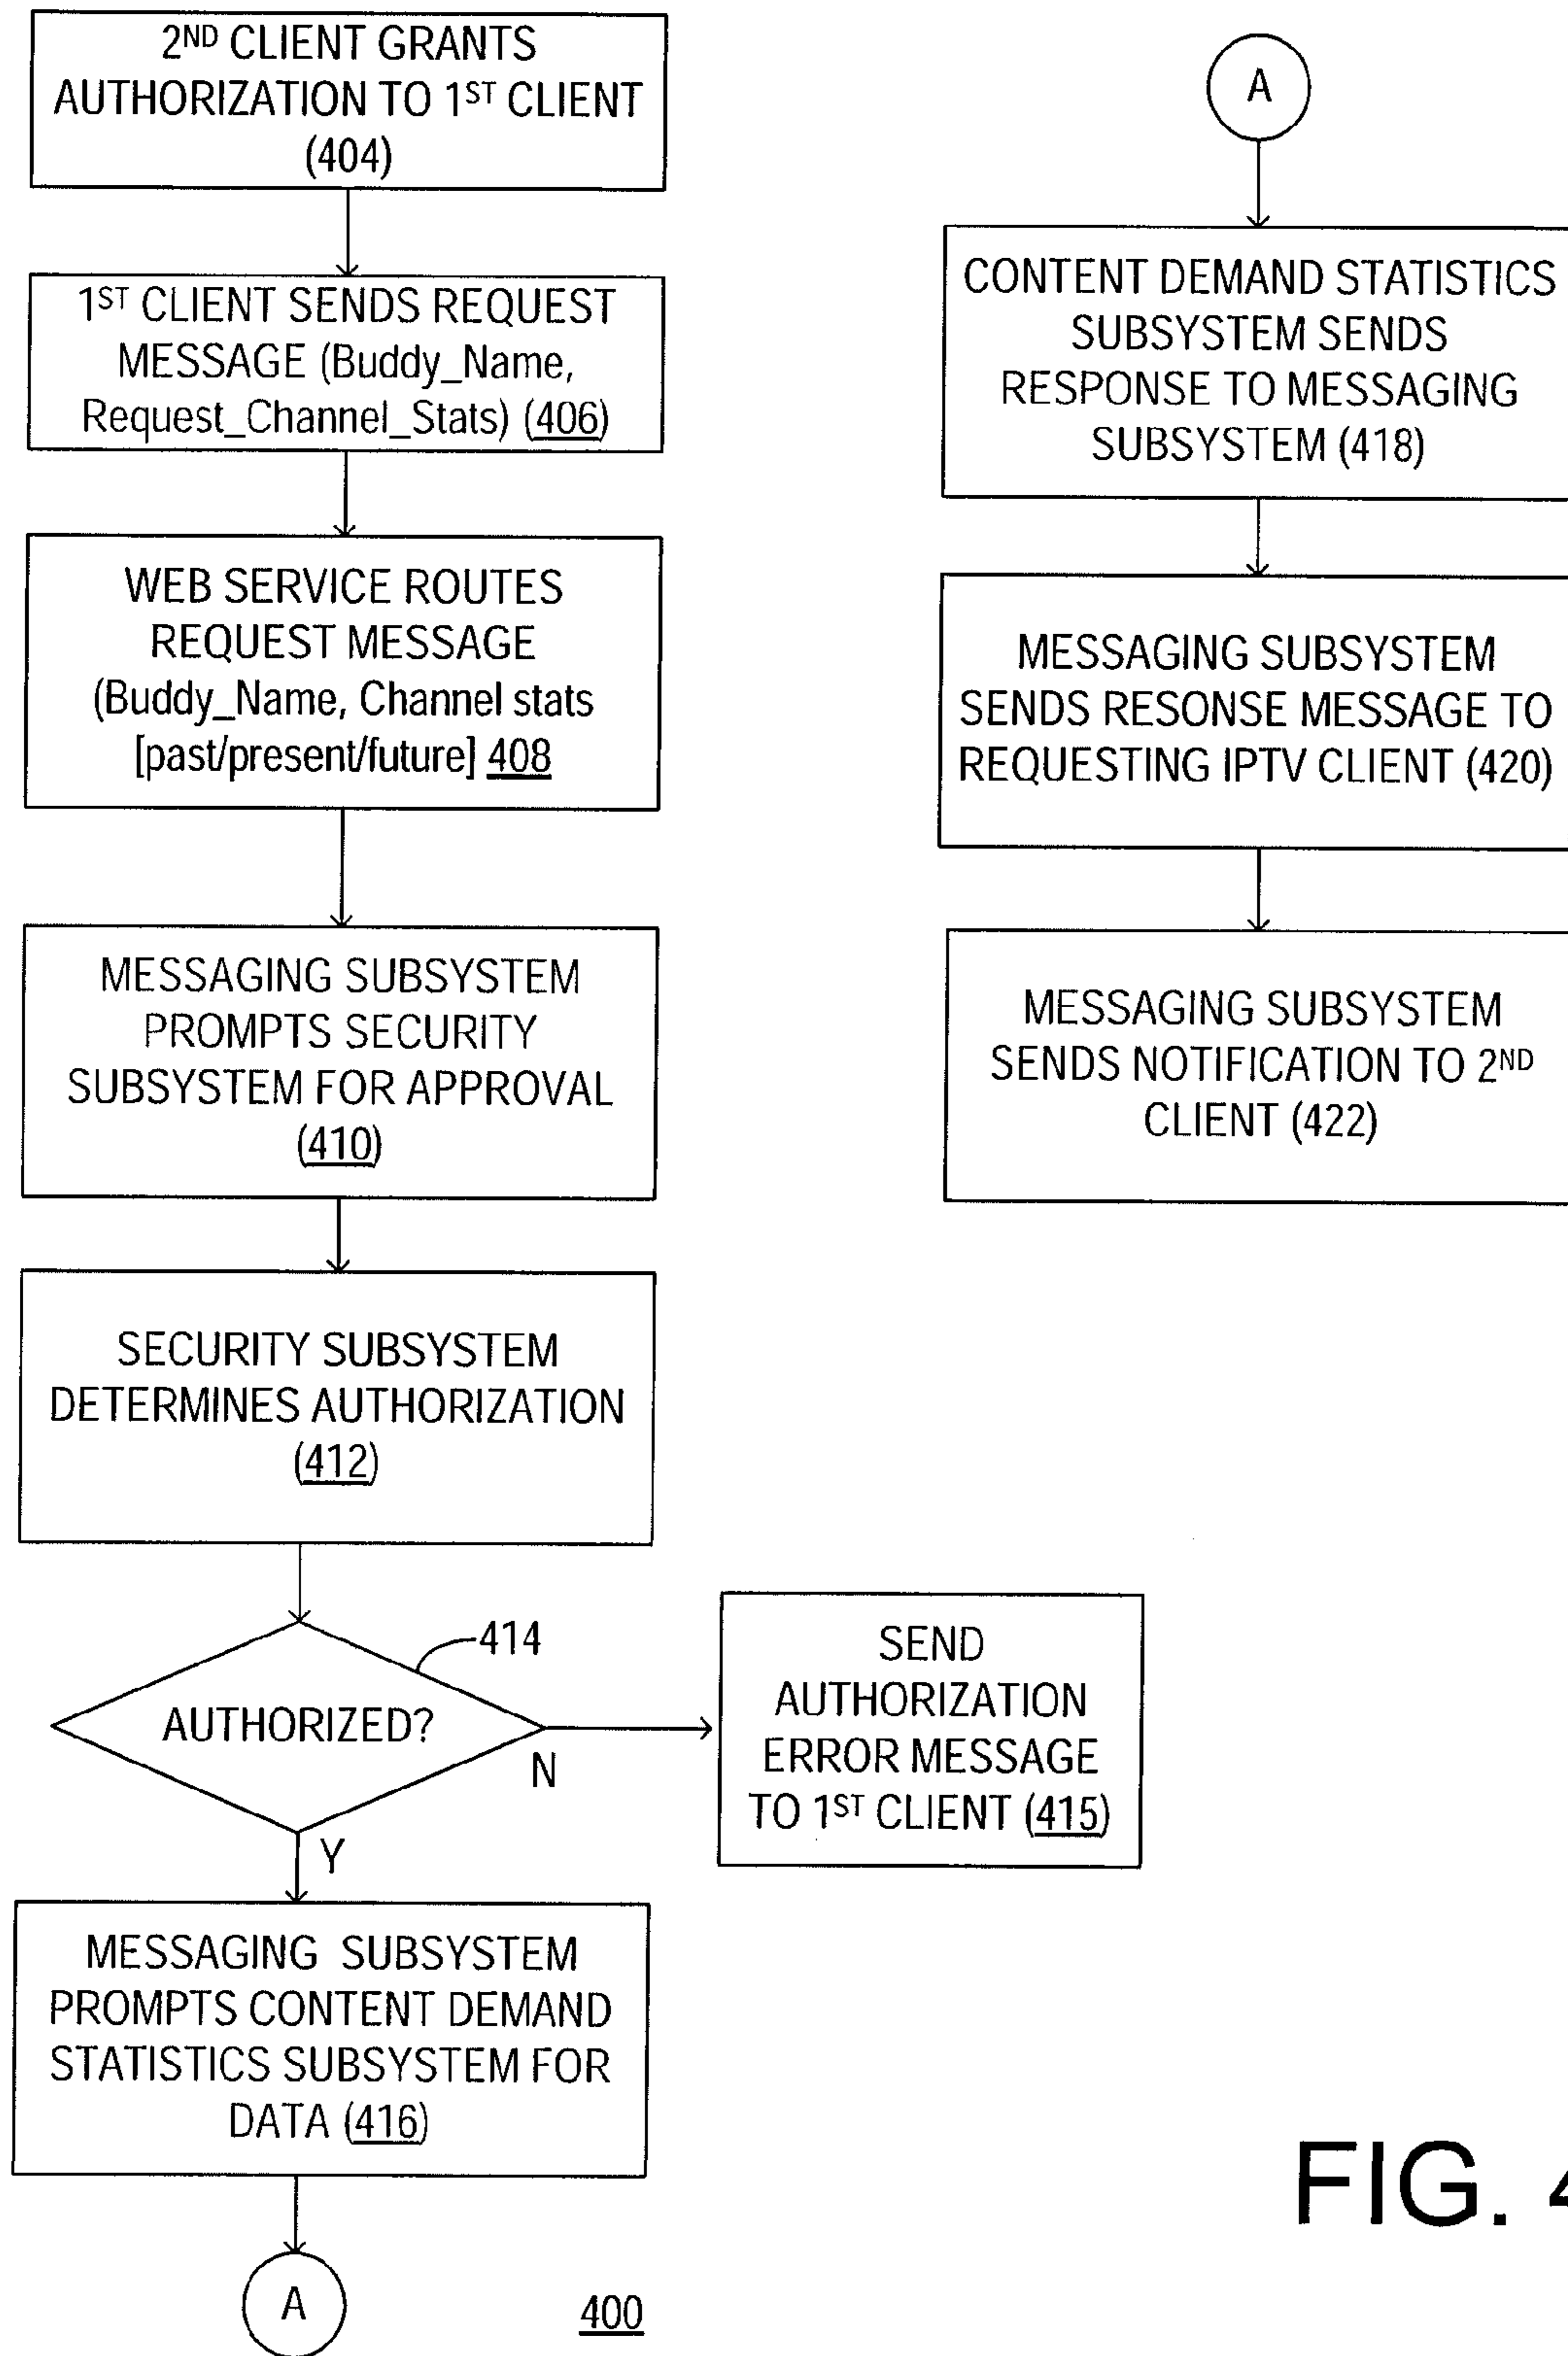 2ND CLIENT GRANTS
AUTHORIZATION TO 1ST CLIENT
(404)
1ST CLIENT SENDS REQUEST
MESSAGE (Buddy_Name,
Request_Channel_Stats) (406)
WEB SERVICE ROUTES
REQUEST MESSAGE
(Buddy_Name, Channel stats
[past/present/future] 408
MESSAGING SUBSYSTEM
PROMPTS SECURITY
SUBSYSTEM FOR APPROVAL
(410)
SECURITY SUBSYSTEM
DETERMINES AUTHORIZATION
(412)
414
AUTHORIZED?
N
Y
SEND
AUTHORIZATION
ERROR MESSAGE
TO 1ST CLIENT (415)
MESSAGING SUBSYSTEM
PROMPTS CONTENT DEMAND
STATISTICS SUBSYSTEM FOR
DATA (416)
A
400
A
CONTENT DEMAND STATISTICS
SUBSYSTEM SENDS
RESPONSE TO MESSAGING
SUBSYSTEM (418)
MESSAGING SUBSYSTEM
SENDS RESONSE MESSAGE TO
REQUESTING IPTV CLIENT (420)
MESSAGING SUBSYSTEM
SENDS NOTIFICATION TO 2ND
CLIENT (422)
FIG. 4